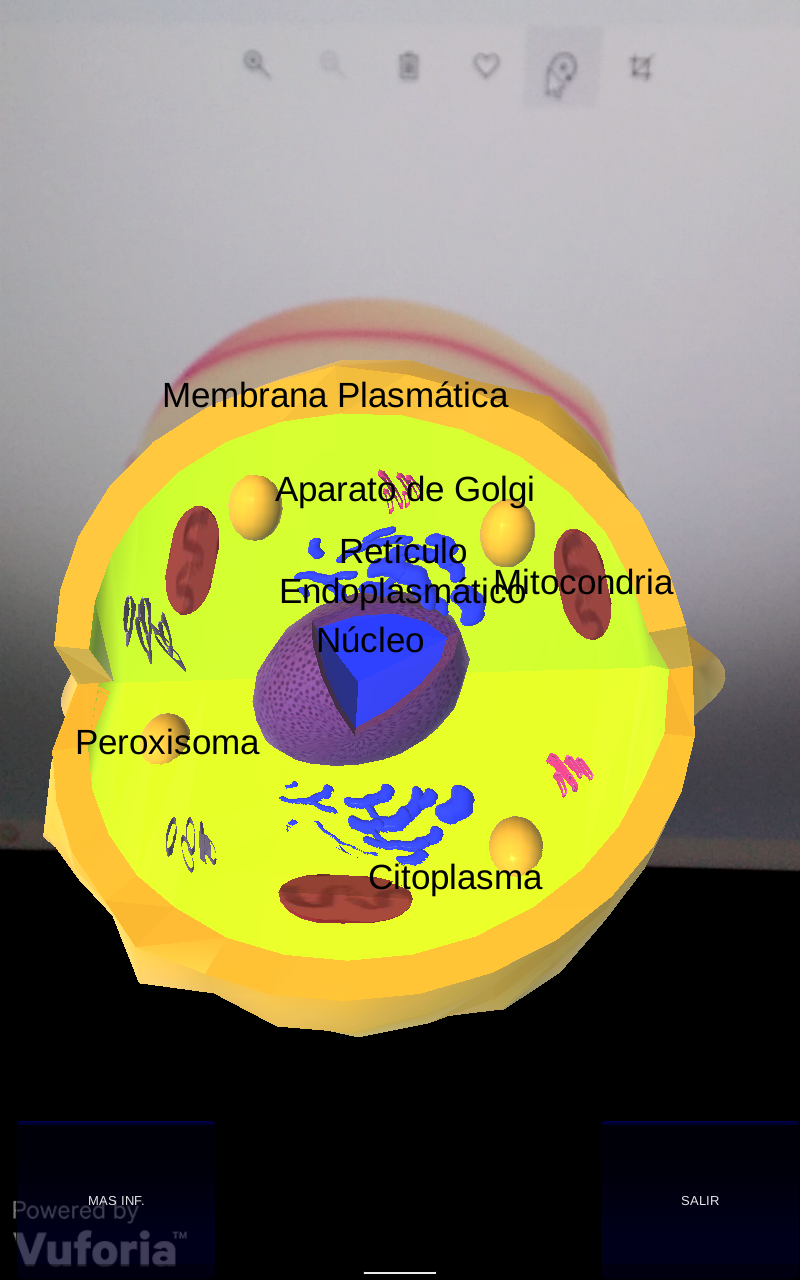 Membrana Plasmática
Aparato de Golgi
Retículo
Endoplasmático
Mitocondria
Núcleo
Peroxisoma
Citoplasma
MAS INF.
SALIR
Powered by
Vuforia™